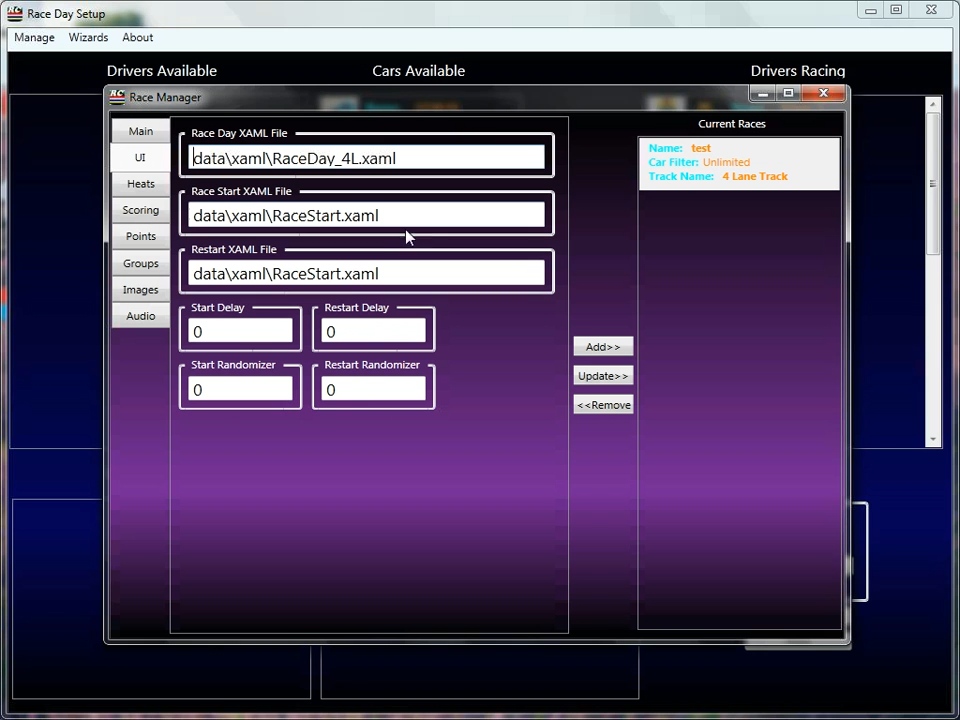 Race Day Setup
Manage Wizards About
Drivers Available Cars Available Drivers Racing
RC Race Manager
Main
UI
Heats
Scoring
Points
Groups
Images
Audio
Race Day XAML File
data\xaml\RaceDay_4L.xaml
Race Start XAML File
data\xaml\RaceStart.xaml
Restart XAML File
data\xaml\RaceStart.xaml
Start Delay Restart Delay
0 0
Start Randomizer Restart Randomizer
0 0
Add>>
Update>>
<<Remove
Current Races
Name: test
Car Filter: Unlimited
Track Name: 4 Lane Track